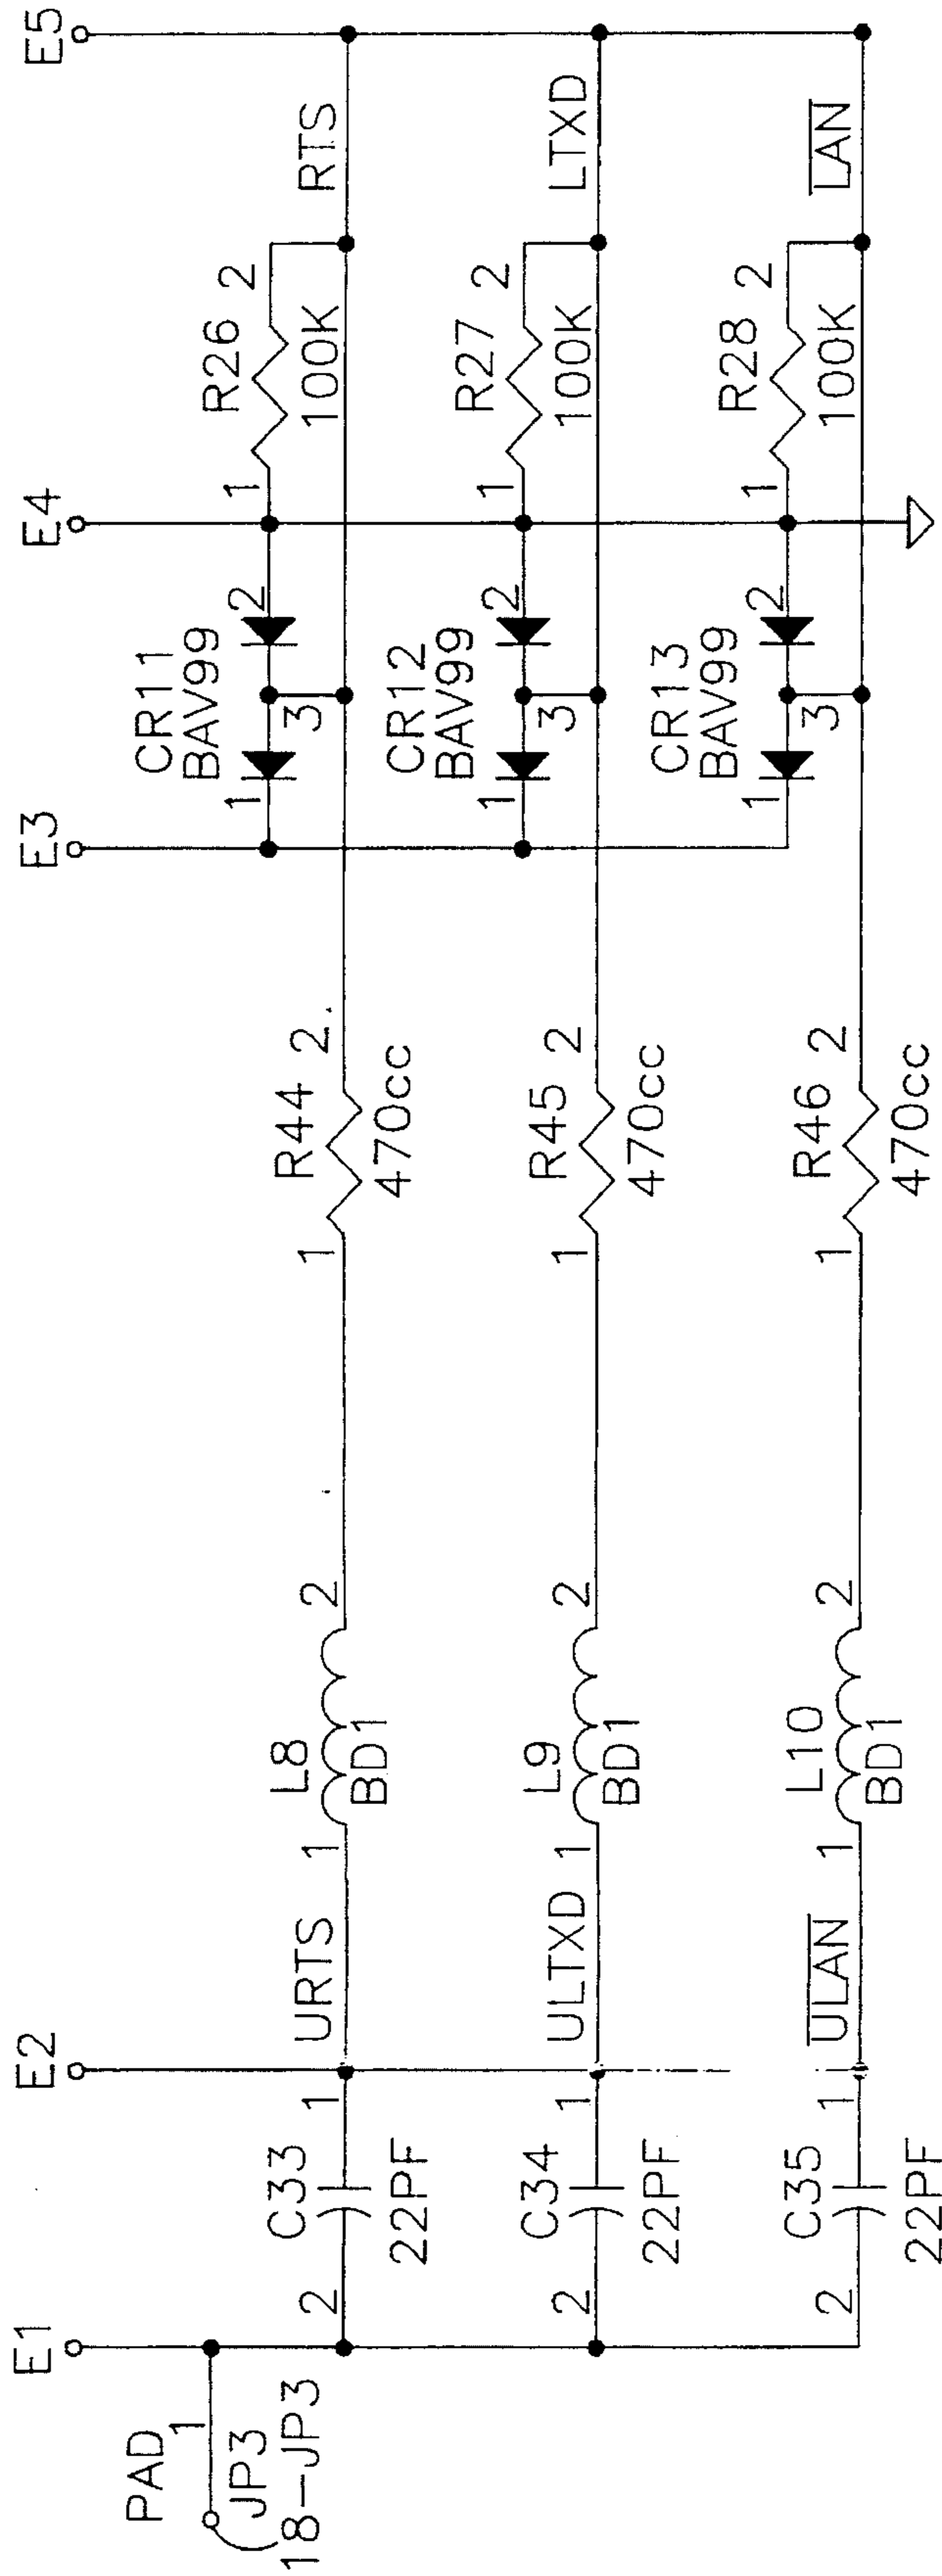 E1
E2
E3
E4
E5
PAD
1
JP3
18-JP3
C33
2
1
22PF
URTS
L8
1
2
BD1
R44
1
2
470cc
CR11
BAV99
1
2
3
R26
1
2
100K
RTS
C34
2
1
22PF
ULTXD
L9
1
2
BD1
R45
1
2
470cc
CR12
BAV99
1
2
3
R27
1
2
100K
LTXD
C35
2
1
22PF
U̅L̅A̅N̅
L10
1
2
BD1
R46
1
2
470cc
CR13
BAV99
1
2
3
R28
1
2
100K
L̅A̅N̅